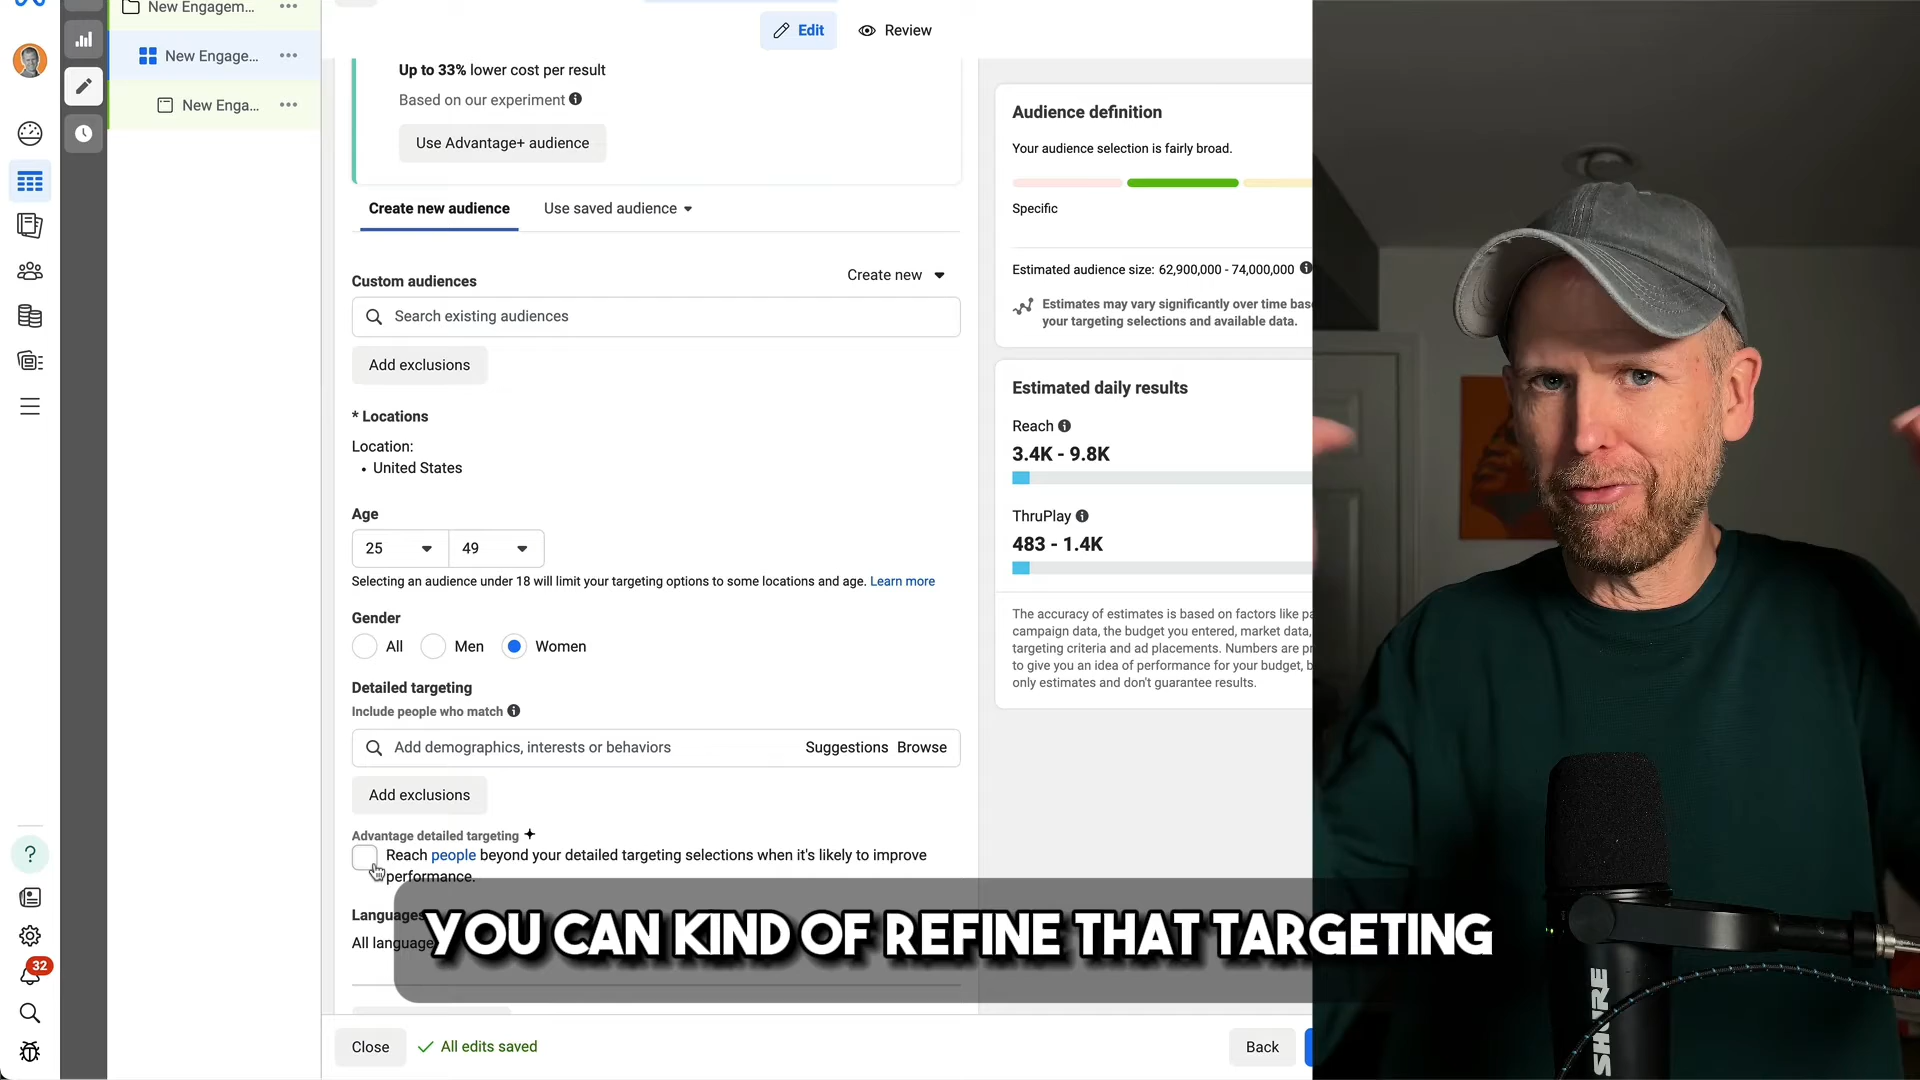 New Engagem...
New Engage...
New Enga...
Edit
Review
Up to 33% lower cost per result
Based on our experiment
Use Advantage+ audience
Create new audience
Use saved audience
Custom audiences
Create new
Search existing audiences
Add exclusions
* Locations
Location:
• United States
Age
25
49
Selecting an audience under 18 will limit your targeting options to some locations and age. Learn more
Gender
All
Men
Women
Detailed targeting
Include people who match
Add demographics, interests or behaviors
Suggestions
Browse
Add exclusions
Advantage detailed targeting
Reach people beyond your detailed targeting selections when it's likely to improve
performance.
Languages
All language
Close
All edits saved
Back
32
?
Audience definition
Your audience selection is fairly broad.
Specific
Estimated audience size: 62,900,000 - 74,000,000
Estimates may vary significantly over time bas
your targeting selections and available data.
Estimated daily results
Reach
3.4K - 9.8K
ThruPlay
483 - 1.4K
The accuracy of estimates is based on factors like pa
campaign data, the budget you entered, market data,
targeting criteria and ad placements. Numbers are pr
to give you an idea of performance for your budget, b
only estimates and don't guarantee results.
YOU CAN KIND OF REFINE THAT TARGETING
SHURE